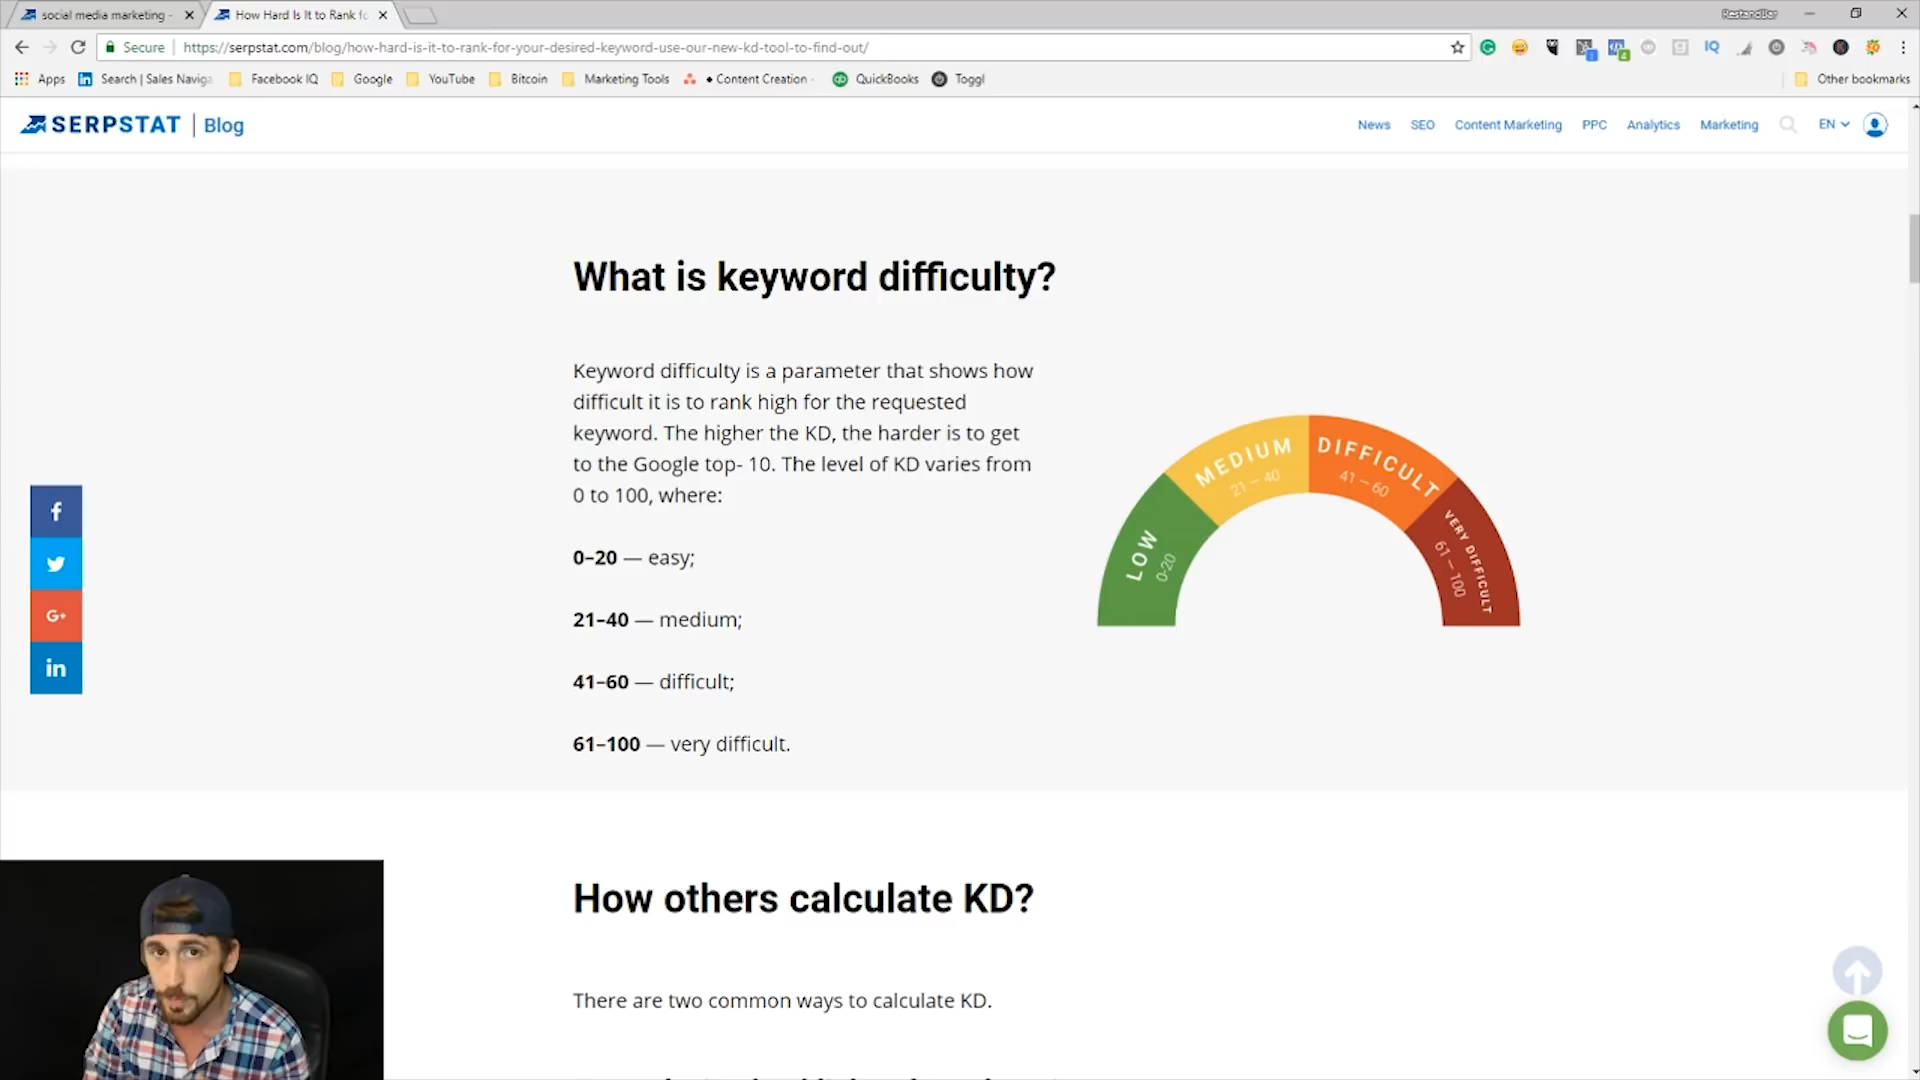 social media marketing -
How Hard Is It to Rank fo
RestandBar
Secure
https://serpstat.com/blog/how-hard-is-it-to-rank-for-your-desired-keyword-use-our-new-kd-tool-to-find-out/
IQ
Apps
Search | Sales Naviga
Facebook IQ
Google
YouTube
Bitcoin
Marketing Tools
♦ Content Creation -
QuickBooks
Toggl
Other bookmarks
SERPSTAT | Blog
News
SEO
Content Marketing
PPC
Analytics
Marketing
EN
What is keyword difficulty?
Keyword difficulty is a parameter that shows how
difficult it is to rank high for the requested
keyword. The higher the KD, the harder is to get
to the Google top- 10. The level of KD varies from
0 to 100, where:
0–20 — easy;
21–40 — medium;
41–60 — difficult;
61–100 — very difficult.
LOW
0-20
MEDIUM
21 — 40
DIFFICULT
41 — 60
VERY DIFFICULT
61 — 100
f
G+
in
How others calculate KD?
There are two common ways to calculate KD.